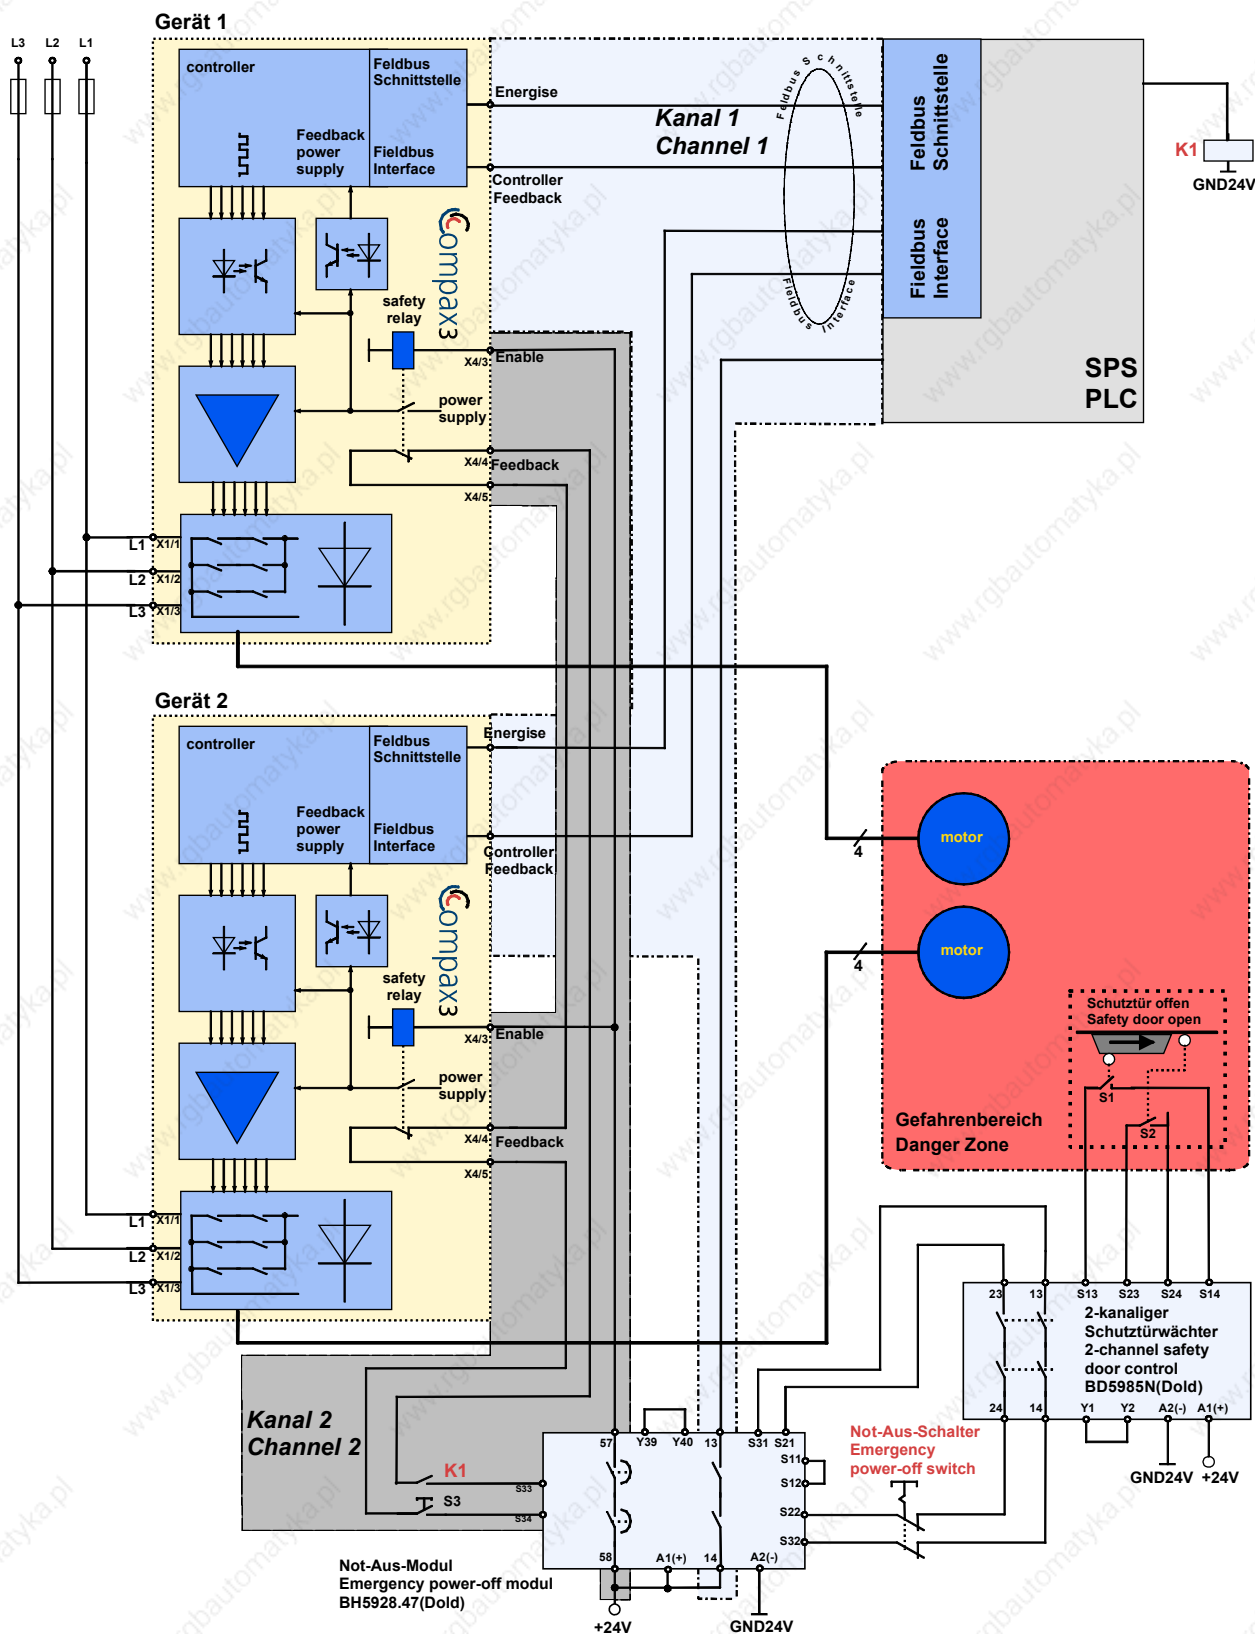 Gerät 1
L3 L2 L1
controller
Feldbus
Schnittstelle
Feedback
power
supply
Fieldbus
Interface
Energise
Controller
Feedback
Kanal 1
Channel 1
Feldbus Schnittstelle
Fieldbus Interface
Feldbus
Schnittstelle
Fieldbus
Interface
SPS
PLC
K1
GND24V
Compax3
safety
relay
X4/3 Enable
power
supply
X4/4 Feedback
X4/5
L1 X1/1
L2 X1/2
L3 X1/3
Gerät 2
controller
Feldbus
Schnittstelle
Feedback
power
supply
Fieldbus
Interface
Energise
Controller
Feedback
Compax3
safety
relay
X4/3 Enable
power
supply
X4/4 Feedback
X4/5
L1 X1/1
L2 X1/2
L3 X1/3
motor
4
motor
4
Schutztür offen
Safety door open
S1
S2
Gefahrenbereich
Danger Zone
23 13 S13 S23 S24 S14
2-kanaliger
Schutztürwächter
2-channel safety
door control
BD5985N(Dold)
24 14 Y1 Y2 A2(-) A1(+)
GND24V +24V
Kanal 2
Channel 2
K1
S3
S33
S34
57 Y39 Y40 13 S31 S21
S11
S12
S22
S32
58 A1(+) 14 A2(-)
Not-Aus-Schalter
Emergency
power-off switch
Not-Aus-Modul
Emergency power-off modul
BH5928.47(Dold)
+24V
GND24V
www.rgbautomatyka.pl